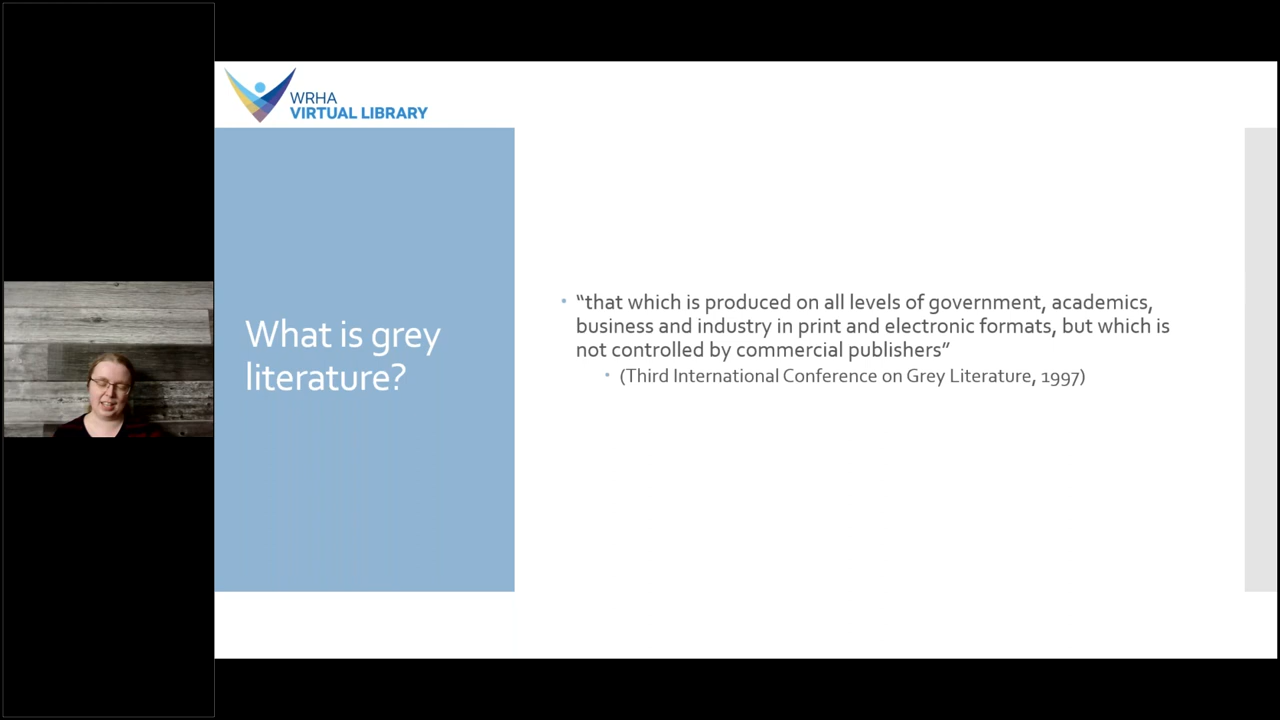 WRHA
VIRTUAL LIBRARY
What is grey
literature?
“that which is produced on all levels of government, academics,
business and industry in print and electronic formats, but which is
not controlled by commercial publishers”
(Third International Conference on Grey Literature, 1997)